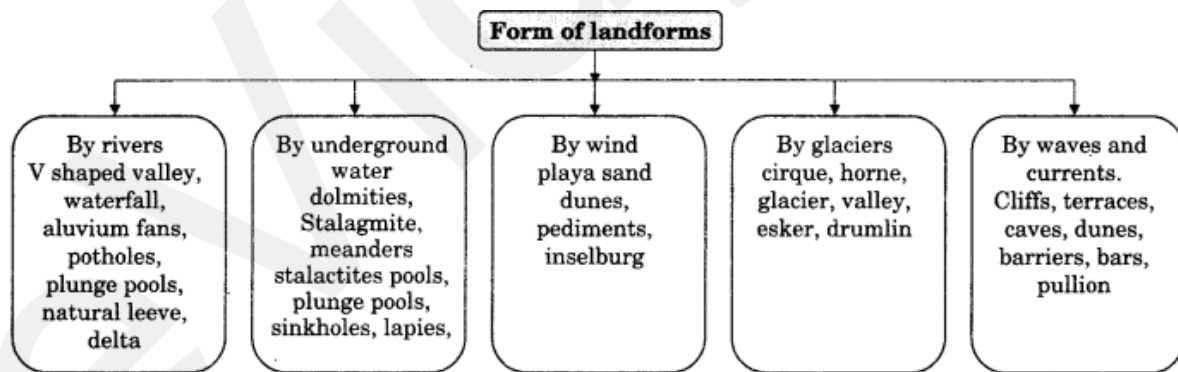 Form of landforms
By rivers
V shaped valley,
waterfall,
aluvium fans,
potholes,
plunge pools,
natural leeve,
delta
By underground
water
dolmities,
Stalagmite,
meanders
stalactites pools,
plunge pools,
sinkholes, lapies,
By wind
playa sand
dunes,
pediments,
inselburg
By glaciers
cirque, horne,
glacier, valley,
esker, drumlin
By waves and
currents.
Cliffs, terraces,
caves, dunes,
barriers, bars,
pullion